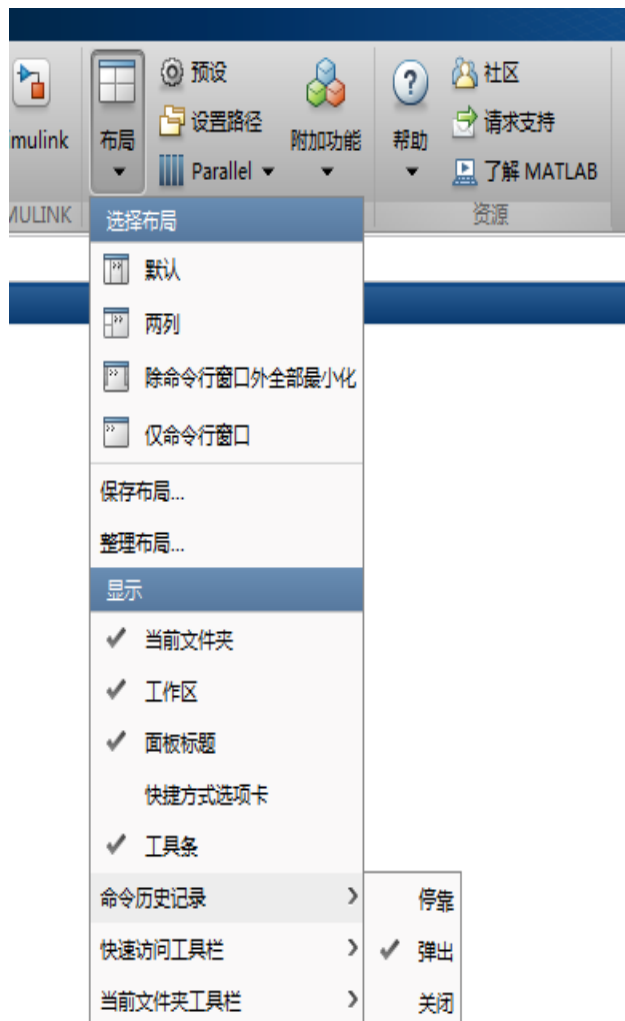 预设
社区
设置路径
请求支持
mulink
布局
附加功能
帮助
Parallel
了解 MATLAB
MULINK
资源
选择布局
默认
两列
除命令行窗口外全部最小化
仅命令行窗口
保存布局...
整理布局...
显示
当前文件夹
工作区
面板标题
快捷方式选项卡
工具条
命令历史记录
停靠
快速访问工具栏
弹出
当前文件夹工具栏
关闭